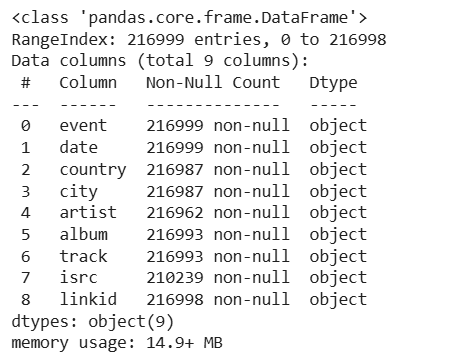 <class 'pandas.core.frame.DataFrame'>
RangeIndex: 216999 entries, 0 to 216998
Data columns (total 9 columns):
 #   Column   Non-Null Count   Dtype
---  ------   --------------   -----
 0   event    216999 non-null  object
 1   date     216999 non-null  object
 2   country  216987 non-null  object
 3   city     216987 non-null  object
 4   artist   216962 non-null  object
 5   album    216993 non-null  object
 6   track    216993 non-null  object
 7   isrc     210239 non-null  object
 8   linkid   216998 non-null  object
dtypes: object(9)
memory usage: 14.9+ MB